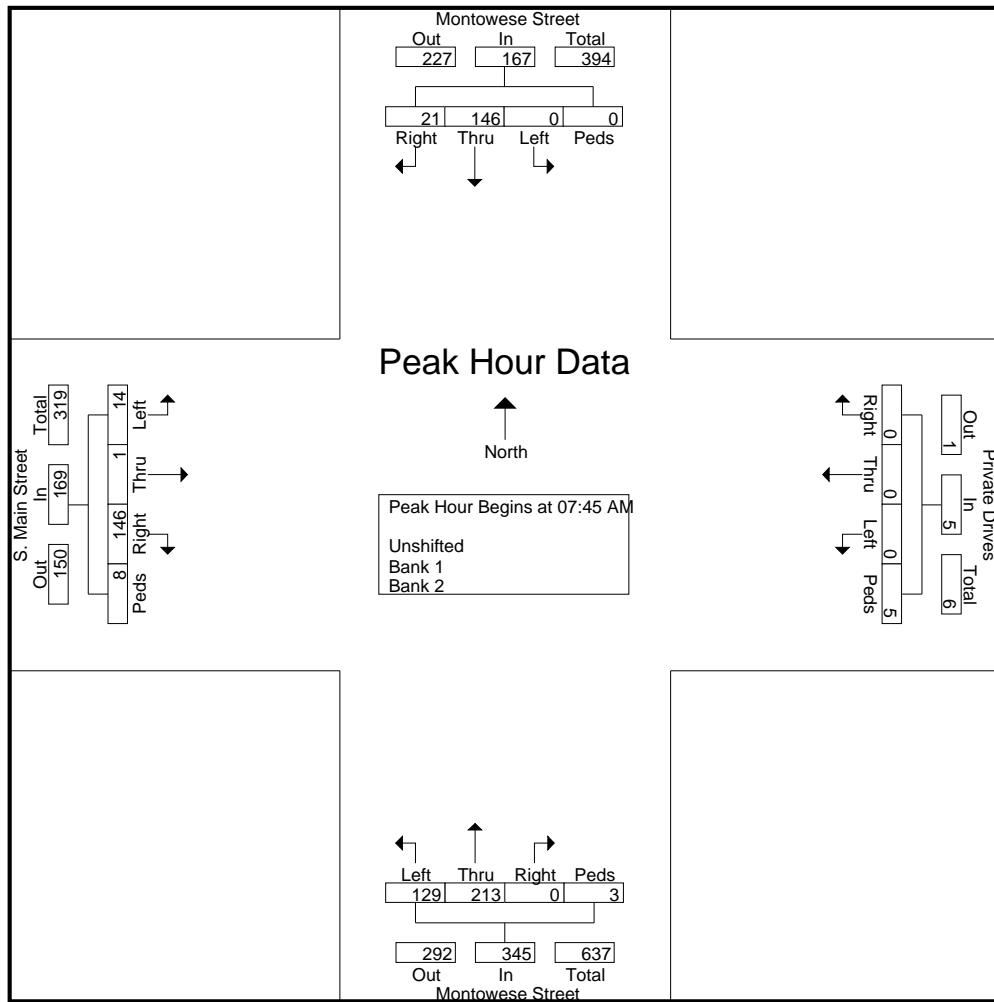 Montowese Street
Out In Total
227 167 394
21 146 0 0
Right Thru Left Peds
Peak Hour Data
North
Peak Hour Begins at 07:45 AM
Unshifted
Bank 1
Bank 2
S. Main Street
Out In Total
150 169 319
Left Thru Right Peds
14 1 146 8
Private Drives
Out In Total
1 5 6
Right Thru Left Peds
0 0 0 5
Left Thru Right Peds
129 213 0 3
292 345 637
Out In Total
Montowese Street